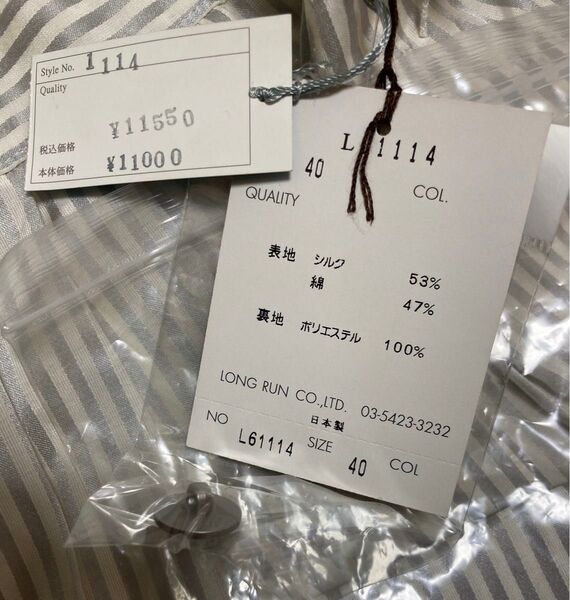 Style No. 1114
Quality
¥11550
税込価格
本体価格 ¥11000
L 1114
40
QUALITY COL.
表地 シルク 53%
綿 47%
裏地 ポリエステル 100%
LONG RUN CO.,LTD. 03-5423-3232
日本製
NO L61114 SIZE 40 COL